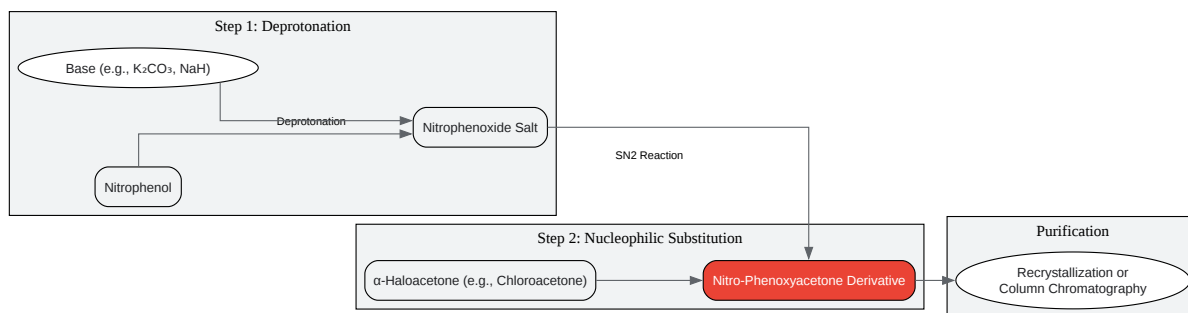 Step 1: Deprotonation
Base (e.g., K₂CO₃, NaH)
Deprotonation
Nitrophenoxide Salt
Nitrophenol
SN2 Reaction
Step 2: Nucleophilic Substitution
α-Haloacetone (e.g., Chloroacetone)
Nitro-Phenoxyacetone Derivative
Purification
Recrystallization or
Column Chromatography